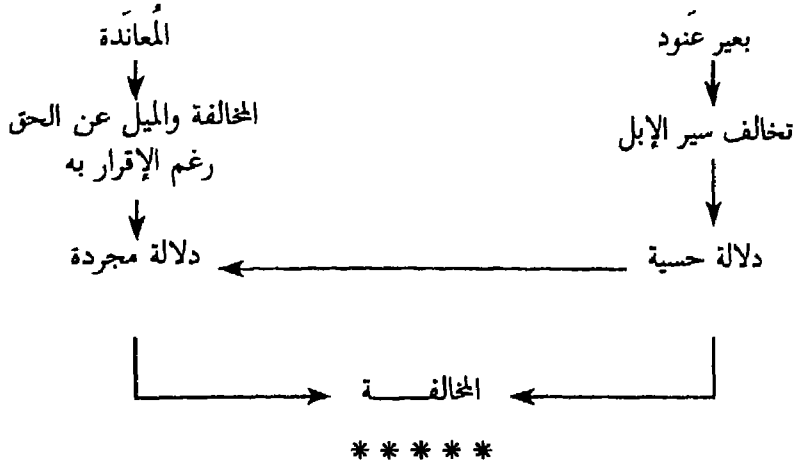 بعير عَنود
المُعانَدة
تخالف سير الإبل
المخالفة والميل عن الحق
رغم الإقرار به
دلالة حسية
دلالة مجردة
المخالفـــــة
*****